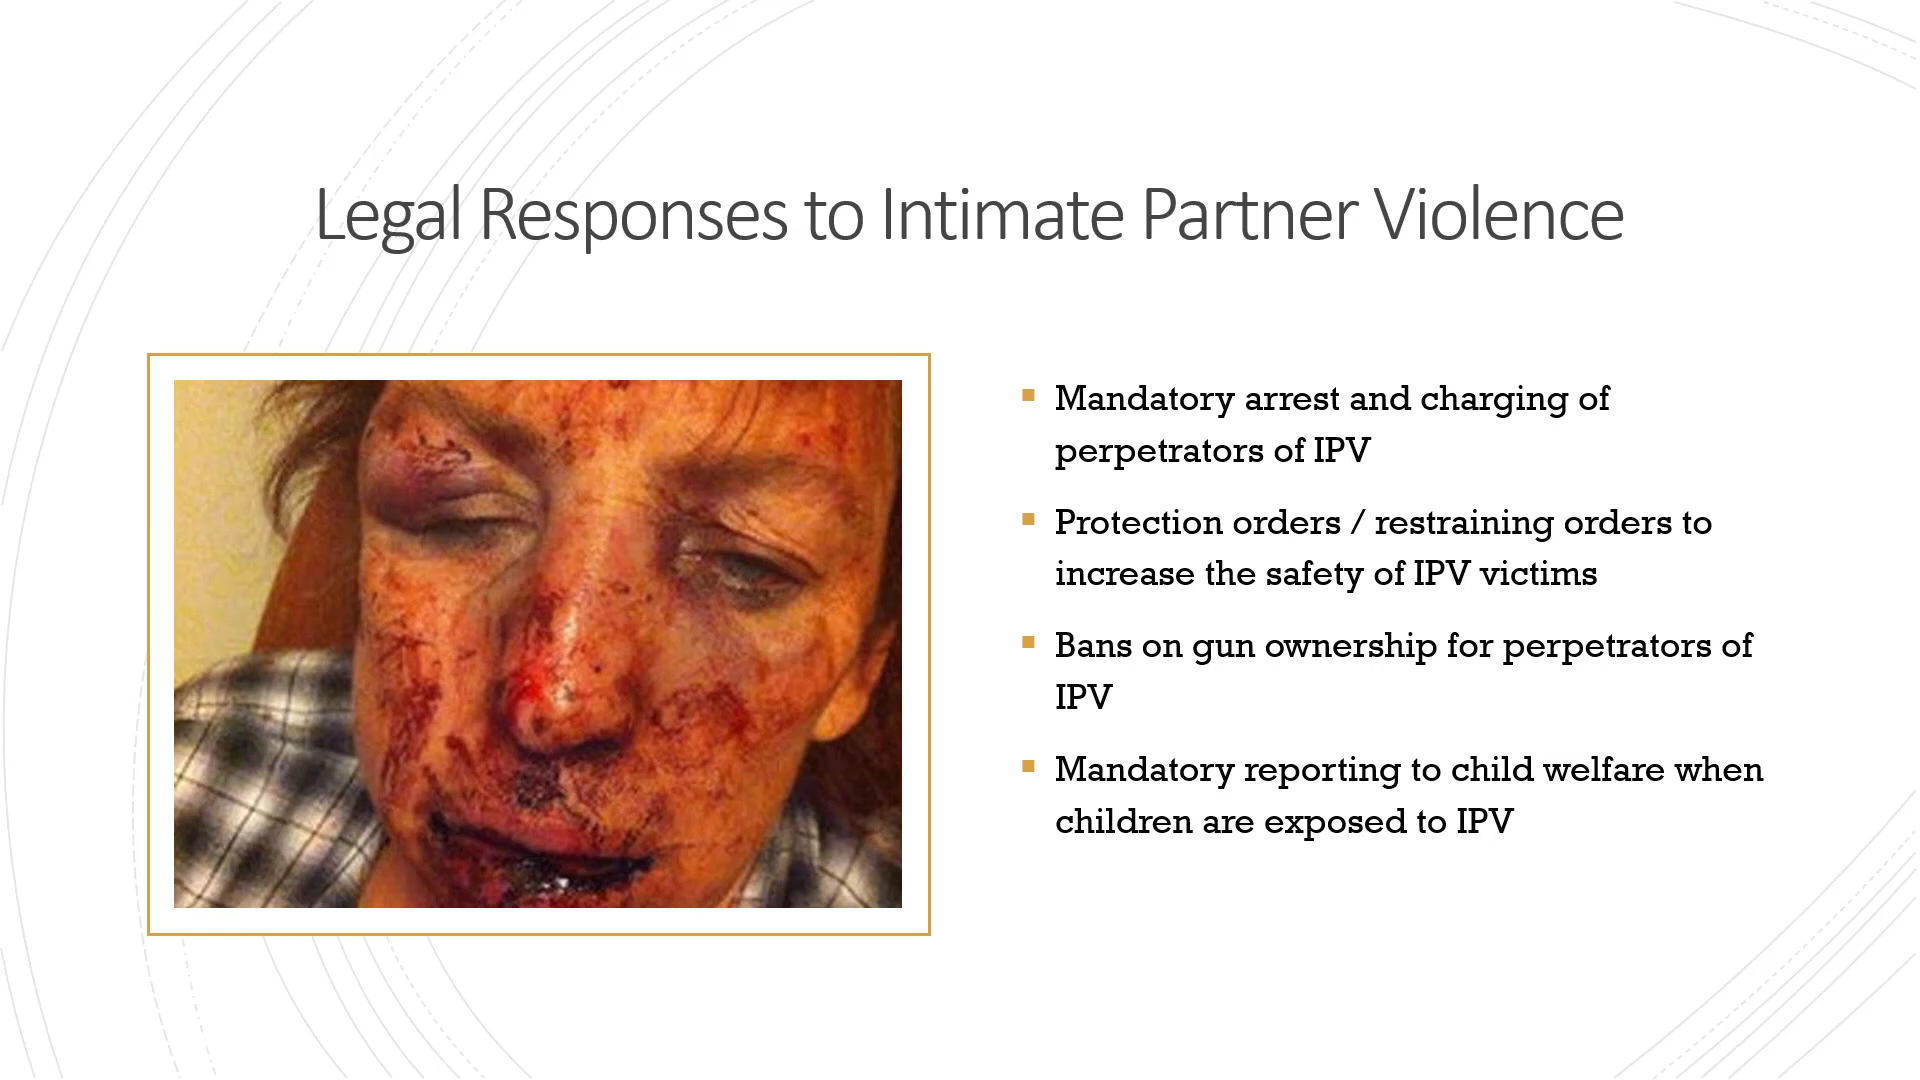 Legal Responses to Intimate Partner Violence
Mandatory arrest and charging of
perpetrators of IPV
Protection orders / restraining orders to
increase the safety of IPV victims
Bans on gun ownership for perpetrators of
IPV
Mandatory reporting to child welfare when
children are exposed to IPV